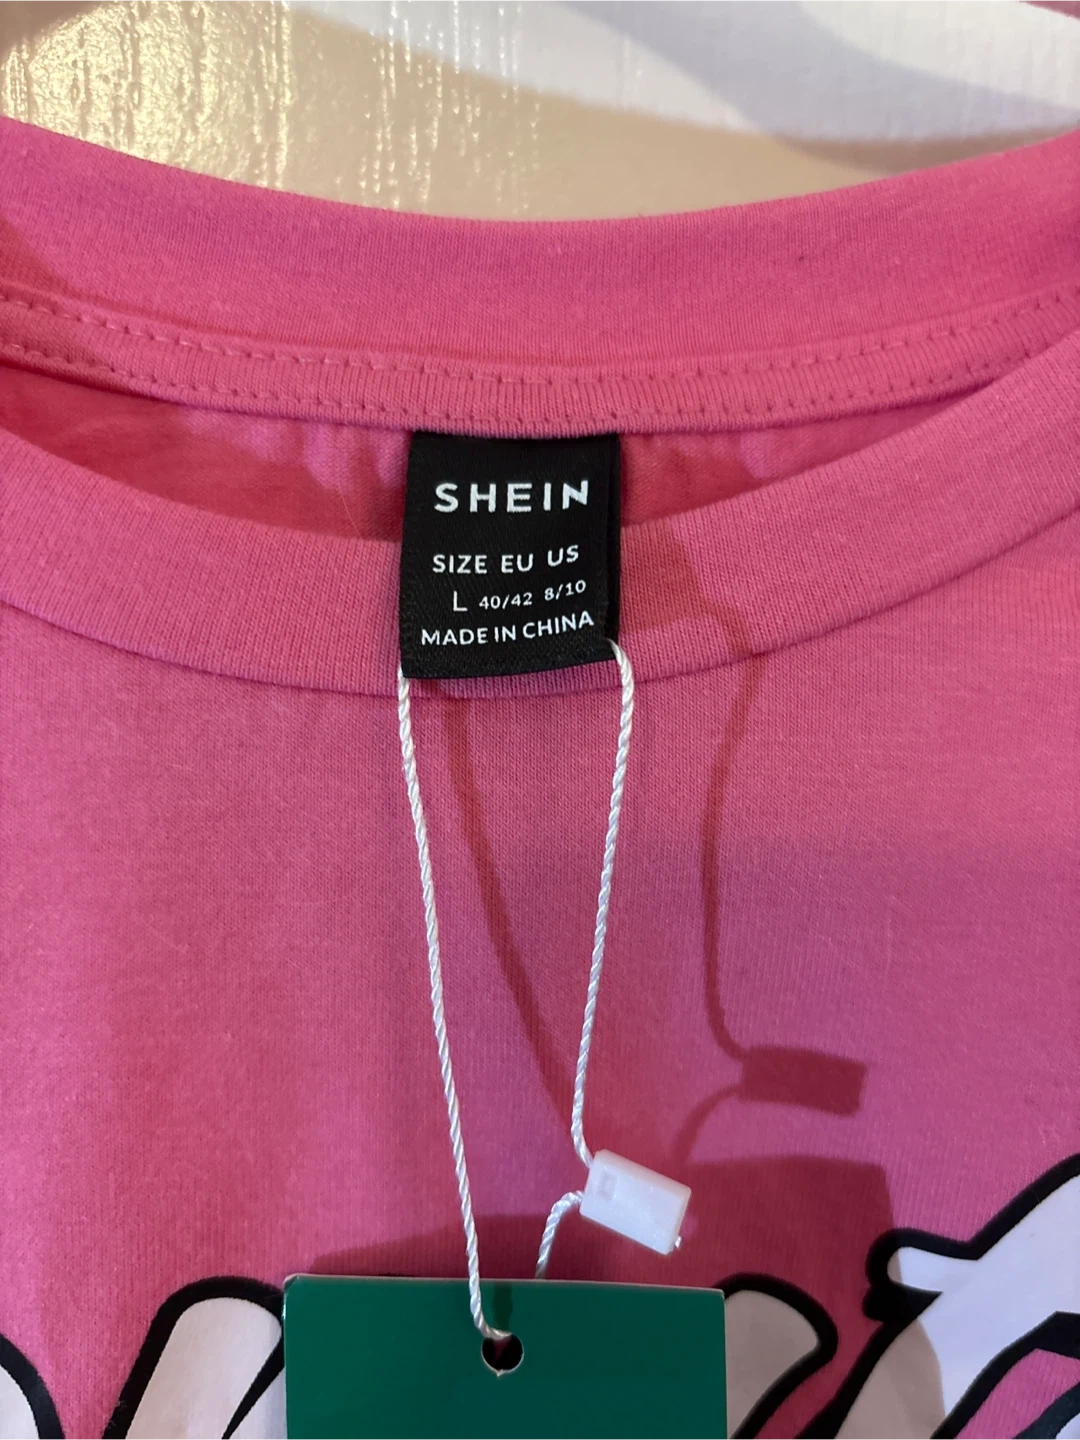 SHEIN
SIZE EU US
L 40/42 8/10
MADE IN CHINA